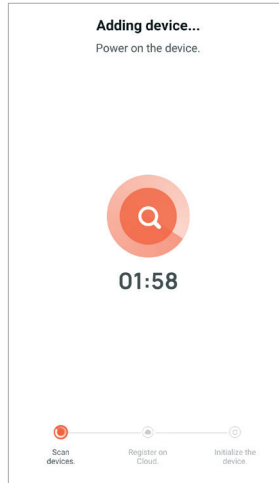 Adding device...
Power on the device.
01:58
Scan Register on Initialize the
devices. Cloud. device.